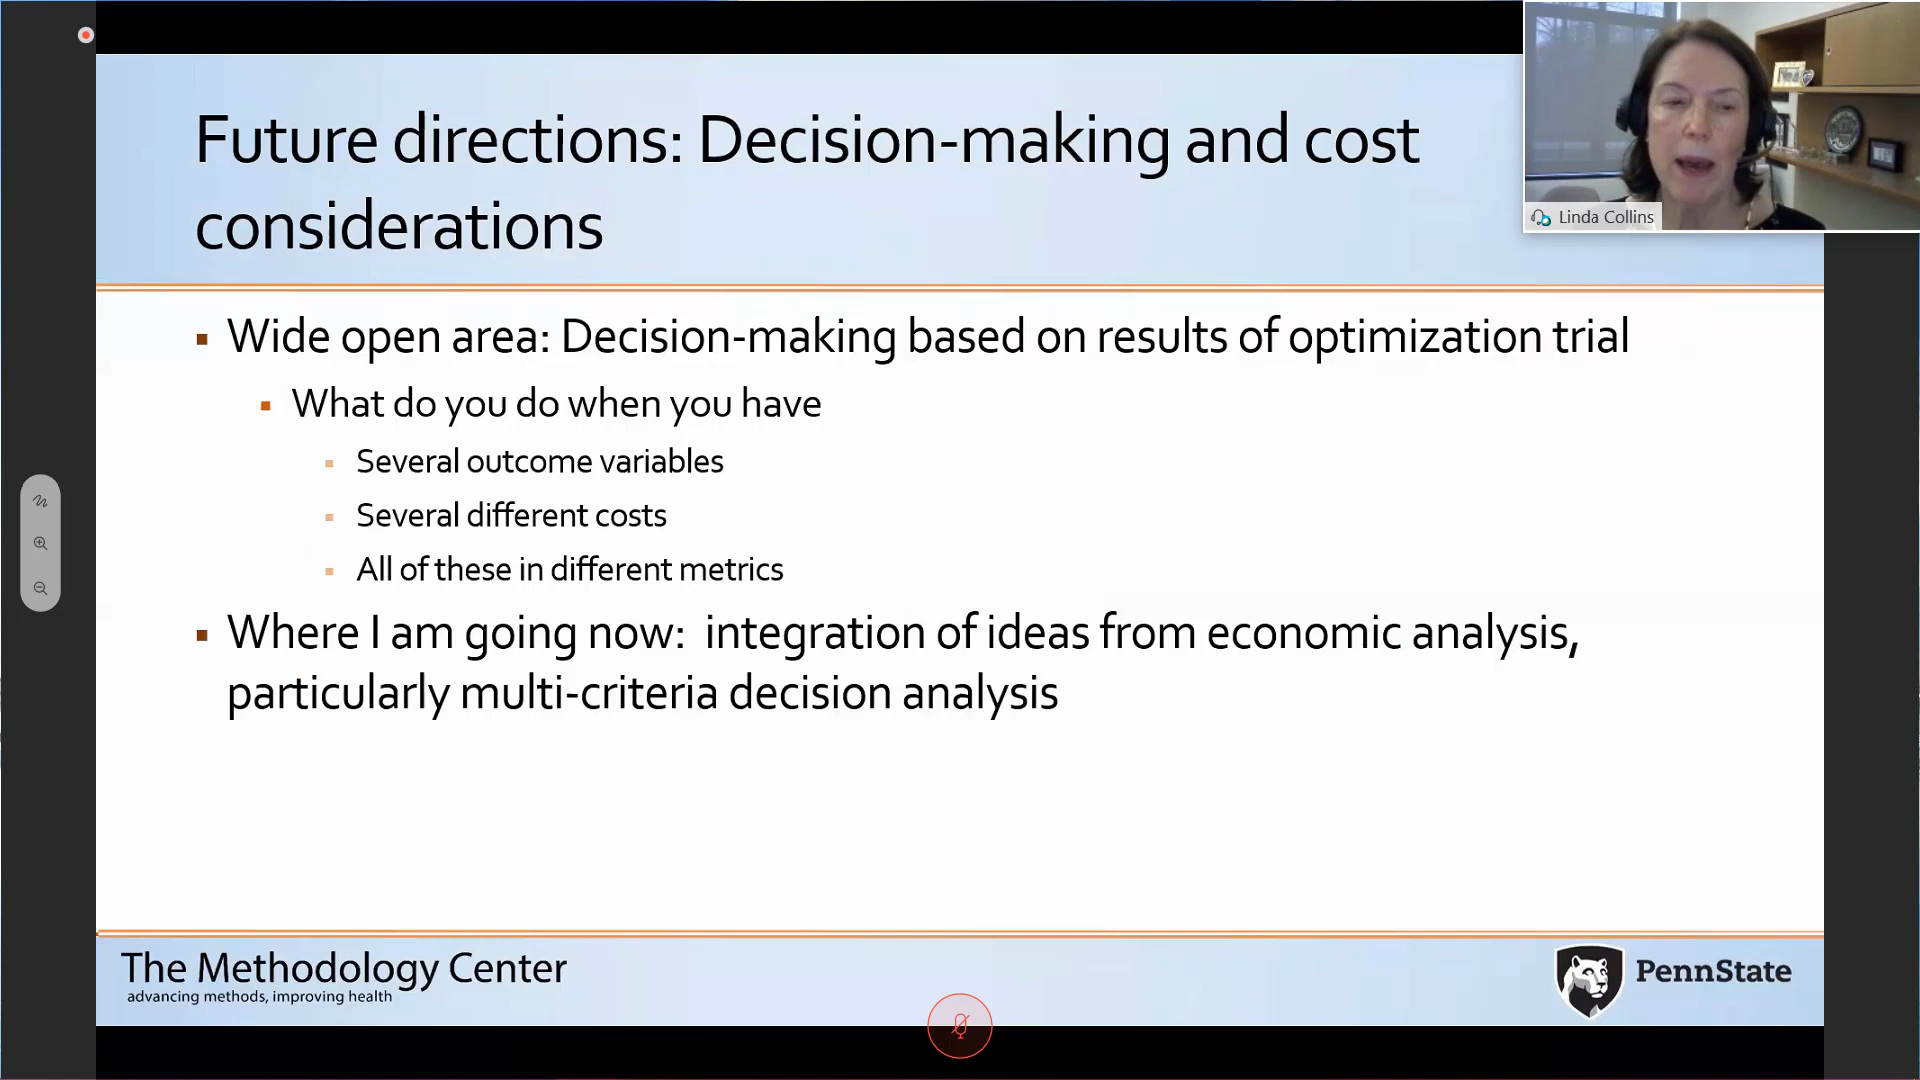 Future directions: Decision-making and cost
considerations
Linda Collins
Wide open area: Decision-making based on results of optimization trial
What do you do when you have
Several outcome variables
Several different costs
All of these in different metrics
Where I am going now:  integration of ideas from economic analysis,
particularly multi-criteria decision analysis
The Methodology Center
advancing methods, improving health
PennState